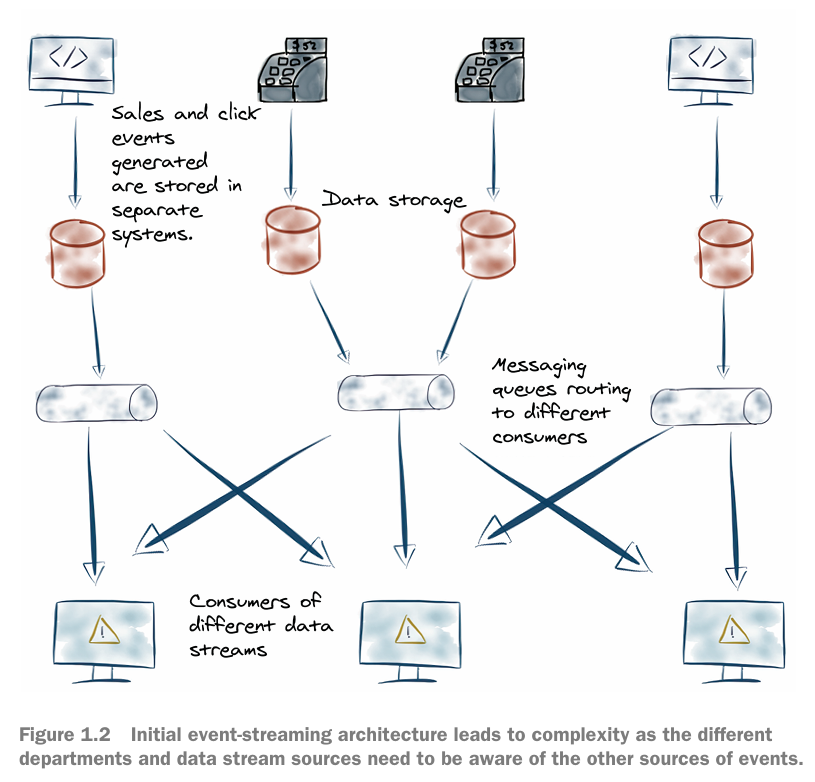 </>
$52
$52
</>
Sales and click
events
generated
are stored in
separate
systems.
Data storage
Messaging
queues routing
to different
consumers
Consumers of
different data
streams
!
!
!
Figure 1.2 Initial event-streaming architecture leads to complexity as the different
departments and data stream sources need to be aware of the other sources of events.